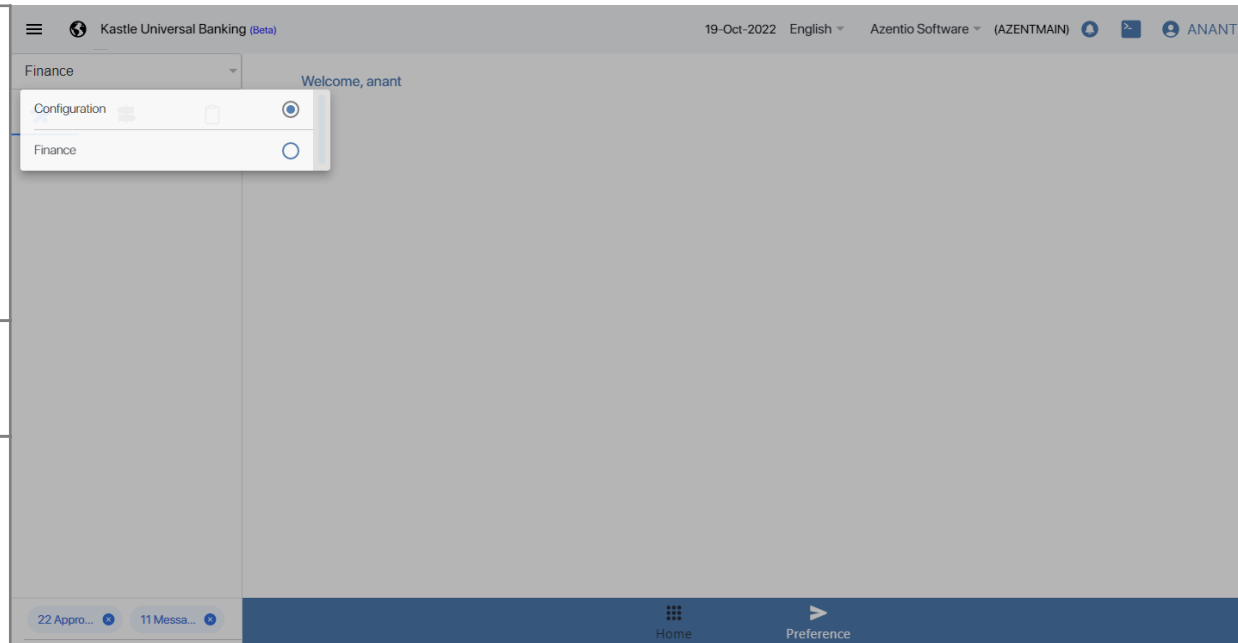 Kastle Universal Banking (Beta) 19-Oct-2022 English Azentio Software (AZENTMAIN) ANANT
Finance
Welcome, anant
Configuration
Finance
22 Appro... 11 Messa...
Home Preference